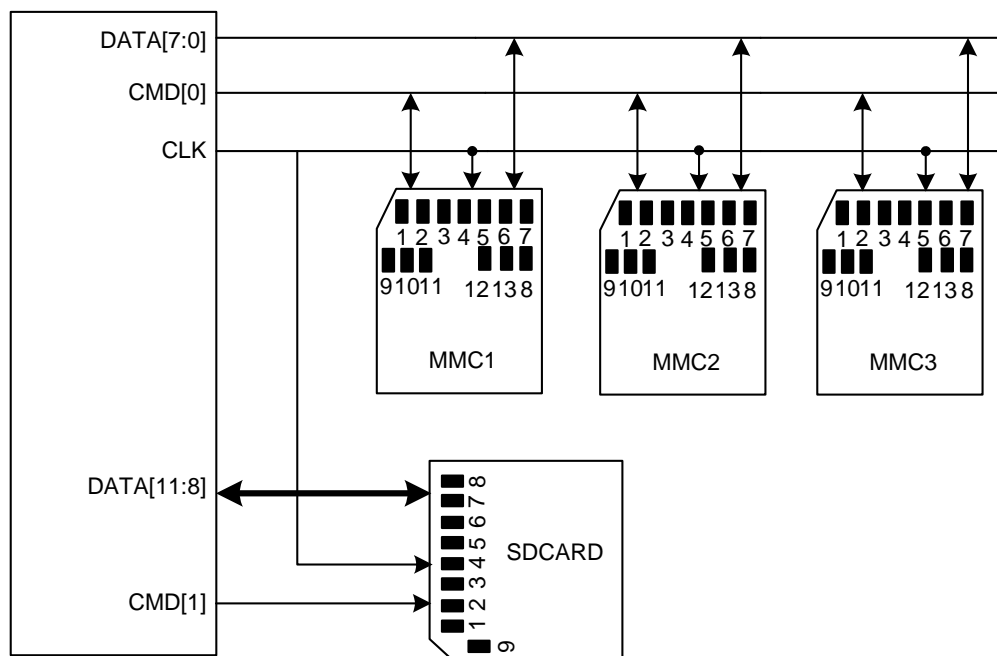 DATA[7:0]
CMD[0]
CLK
1 2 3 4 5 6 7
9 10 11 12 13 8
MMC1
1 2 3 4 5 6 7
9 10 11 12 13 8
MMC2
1 2 3 4 5 6 7
9 10 11 12 13 8
MMC3
DATA[11:8]
CMD[1]
8
7
6
5
4
3
2
1
9
SDCARD